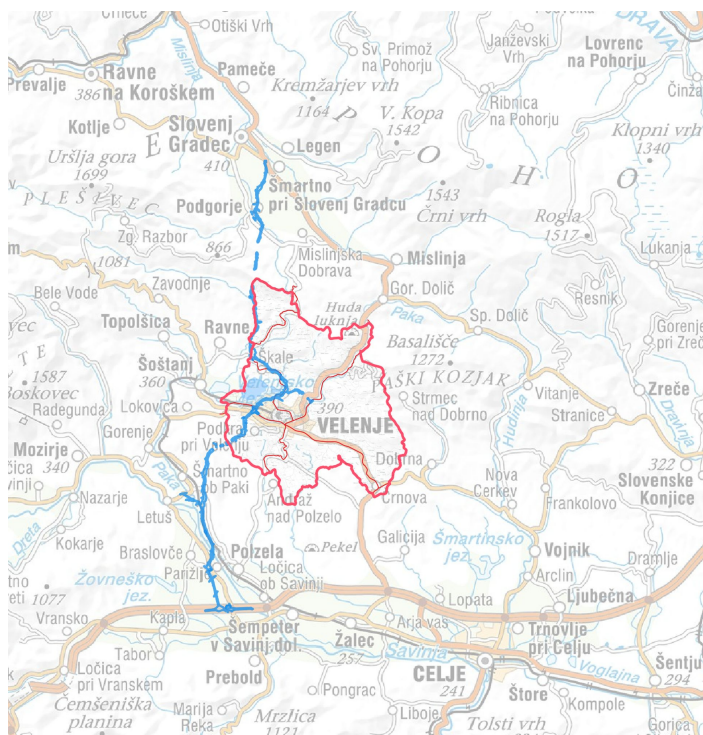 Otiški Vrh
Mislinja
Sv. Primož
na Pohorju
Janževski
Vrh
DRAVA
Lovrenc
na Pohorju
Prevalje
Ravne
na Koroškem
386
Pameče
Kremžarjev vrh
1164
V. Kopa
1542
Ribnica
na Pohorju
Kotlje
Slovenj
Gradec
410
Legen
Klopni vrh
1340
Uršlja gora
1699
P O H O
PLEŠIVEC
Podgorje
Šmartno
pri Slovenj Gradcu
1543
Črni vrh
Rogla
1517
Zg. Razbor
866
Mislinjska
Dobrava
Mislinja
Lukanja
1081
Zavodnje
Bele Vode
Gor. Dolič
Resnik
Topolšica
Ravne
Huda
luknja
Paka
Sp. Dolič
Šoštanj
360
Škale
Basališče
1272
PAŠKI KOZJAK
1587
Boskovec
Radegunda
Lokovica
390
VELENJE
Strmec
nad Dobrno
Hudinja
Vitanje
Stranice
Zreče
Dravinja
Mozirje
340
Gorenje
Dobrna
322
Slovenske
Konjice
Nazarje
Paka
Šmartno
ob Paki
Andraž
nad Polzelo
Črnova
Nova
Cerkev
Frankolovo
Dreta
Letuš
Kokarje
Braslovče
Polzela
Pekel
Galicija
Šmartinsko
jez.
Vojnik
Dramlje
Žovneško
jez.
Parižlje
Ločica
ob Savinji
Arclin
1077
Vransko
Kapla
Lopata
Ljubečna
Šempeter
v Savinj.dol.
Žalec
Arja vas
Trnovlje
pri Celju
Tabor
Ločica
pri Vranskem
Prebold
Savinja
CELJE
241
Voglajna
Šentju
294
Čemšeniška
planina
Pongrac
Štore
Kompole
Marija
Reka
Mrzlica
1121
Liboje
Tolsti vrh
Gorica